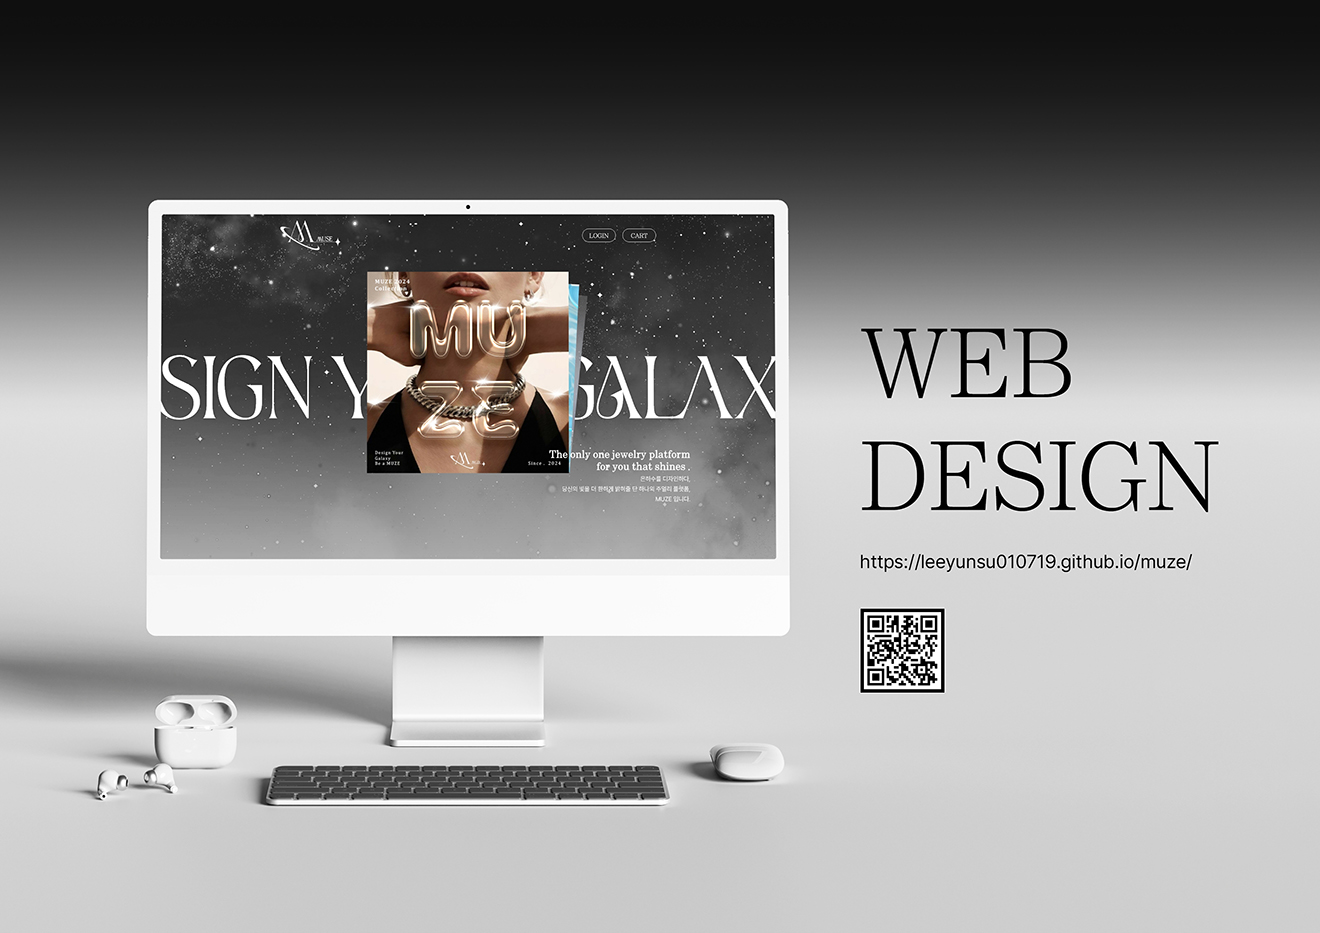 MUSE
LOGIN
CART
MUZE 2024
Collection
MU
ZE
SIGN Y
GALAX
Design Your
Galaxy
Be a MUZE
Since. 2024
The only one jewelry platform
for you that shines .
은하수를 디자인하다,
당신의 빛을 더 환하게 밝혀줄 단 하나의 주얼리 플랫폼,
MUZE 입니다.
WEB
DESIGN
https://leeyunsu010719.github.io/muze/